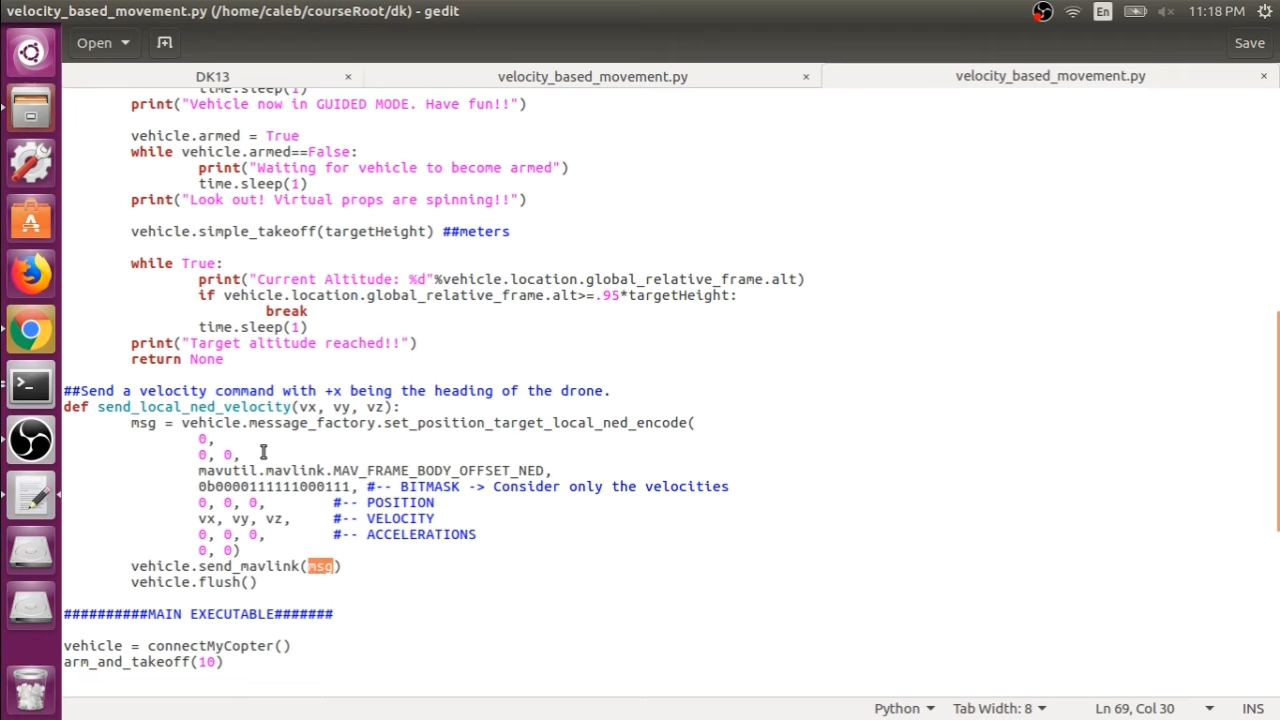 velocity_based_movement.py (/home/caleb/courseRoot/dk) - gedit
En
11:18 PM
Open
Save
DK13 ×
velocity_based_movement.py ×
velocity_based_movement.py ×
time.sleep(1)
print("Vehicle now in GUIDED MODE. Have fun!!")
vehicle.armed = True
while vehicle.armed==False:
print("Waiting for vehicle to become armed")
time.sleep(1)
print("Look out! Virtual props are spinning!!")
vehicle.simple_takeoff(targetHeight) ##meters
while True:
print("Current Altitude: %d"%vehicle.location.global_relative_frame.alt)
if vehicle.location.global_relative_frame.alt>=.95*targetHeight:
break
time.sleep(1)
print("Target altitude reached!!")
return None
##Send a velocity command with +x being the heading of the drone.
def send_local_ned_velocity(vx, vy, vz):
msg = vehicle.message_factory.set_position_target_local_ned_encode(
0,
0, 0,
mavutil.mavlink.MAV_FRAME_BODY_OFFSET_NED,
0b0000111111000111, #-- BITMASK -> Consider only the velocities
0, 0, 0, #-- POSITION
vx, vy, vz, #-- VELOCITY
0, 0, 0, #-- ACCELERATIONS
0, 0)
vehicle.send_mavlink(msg)
vehicle.flush()
##########MAIN EXECUTABLE#######
vehicle = connectMyCopter()
arm_and_takeoff(10)
Python
Tab Width: 8
Ln 69, Col 30
INS